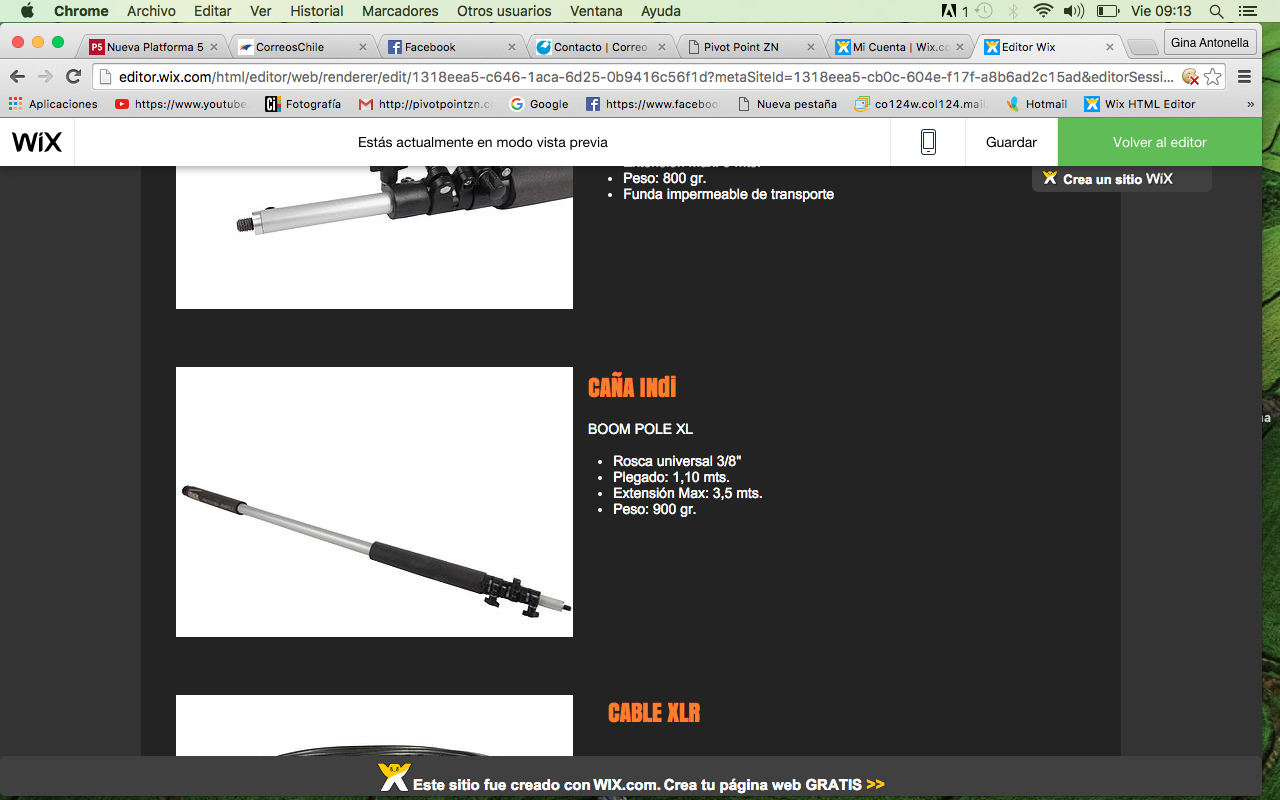 Chrome Archivo Editar Ver Historial Marcadores Otros usuarios Ventana Ayuda 1 Vie 09:13
P5 Nueva Platforma 5 CorreosChile Facebook Contacto | Correo Pivot Point ZN Mi Cuenta | Wix.co Editor Wix Gina Antonella
editor.wix.com/html/editor/web/renderer/edit/1318eea5-c646-1aca-6d25-0b9416c56f1d?metaSiteId=1318eea5-cb0c-604e-f17f-a8b6ad2c15ad&editorSessi...
Aplicaciones https://www.youtube Fotografía http://pivotpointzn.c Google https://www.faceboo Nueva pestaña co124w.col124.mail. Hotmail Wix HTML Editor »
WiX Estás actualmente en modo vista previa Guardar Volver al editor
• Peso: 800 gr.
• Funda impermeable de transporte
Crea un sitio WiX
CAÑA INdi
BOOM POLE XL
• Rosca universal 3/8"
• Plegado: 1,10 mts.
• Extensión Max: 3,5 mts.
• Peso: 900 gr.
CABLE XLR
Este sitio fue creado con WIX.com. Crea tu página web GRATIS >>